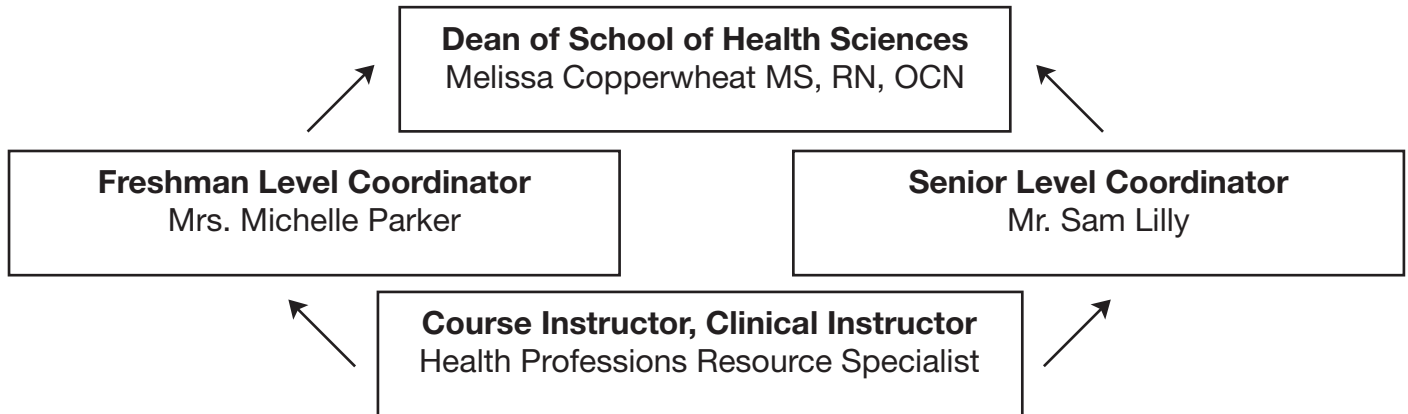 Dean of School of Health Sciences
Melissa Copperwheat MS, RN, OCN
Freshman Level Coordinator
Mrs. Michelle Parker
Senior Level Coordinator
Mr. Sam Lilly
Course Instructor, Clinical Instructor
Health Professions Resource Specialist